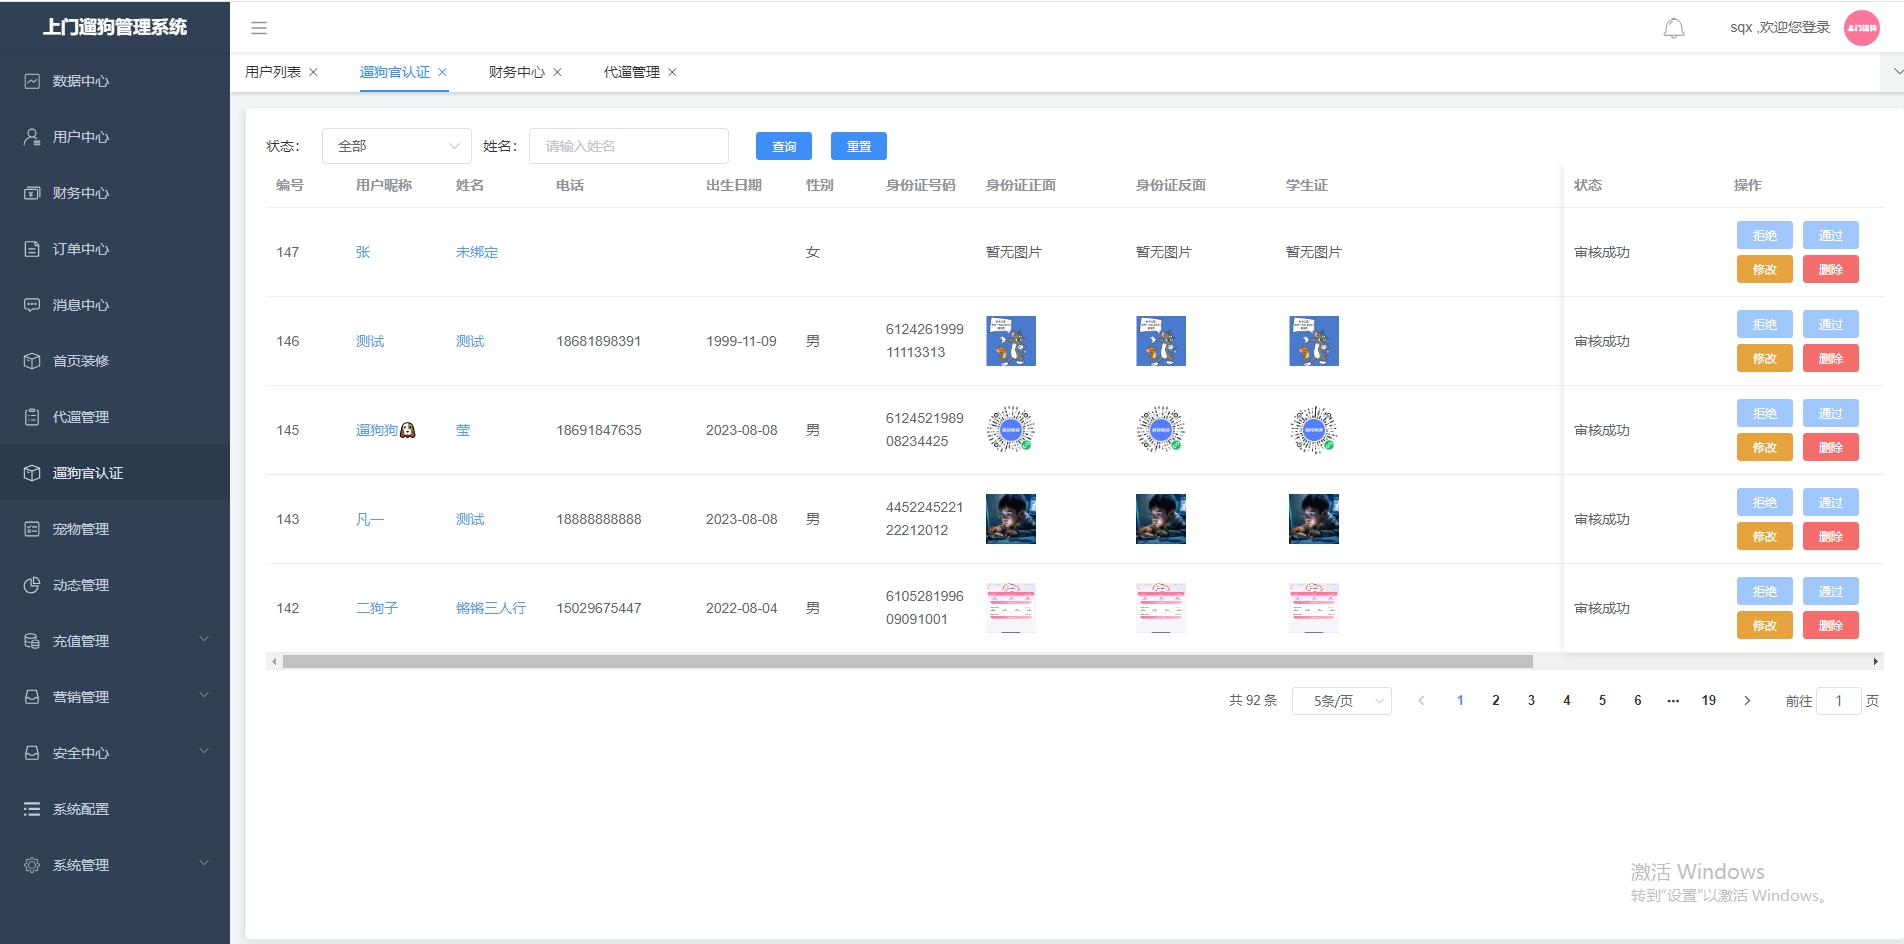 上门遛狗管理系统
sqx ,欢迎您登录
数据中心
用户中心
财务中心
订单中心
消息中心
首页装修
代遛管理
遛狗官认证
宠物管理
动态管理
充值管理
营销管理
安全中心
系统配置
系统管理
用户列表 遛狗官认证 财务中心 代遛管理
状态： 全部 姓名： 请输入姓名 查询 重置
编号 用户昵称 姓名 电话 出生日期 性别 身份证号码 身份证正面 身份证反面 学生证 状态 操作
147 张 未绑定 女 暂无图片 暂无图片 暂无图片 审核成功 拒绝 通过
修改 删除
146 测试 测试 18681898391 1999-11-09 男 6124261999
11113313 审核成功 拒绝 通过
修改 删除
145 遛狗狗 莹 18691847635 2023-08-08 男 6124521989
08234425 审核成功 拒绝 通过
修改 删除
143 凡一 测试 18888888888 2023-08-08 男 4452245221
22212012 审核成功 拒绝 通过
修改 删除
142 二狗子 锵锵三人行 15029675447 2022-08-04 男 6105281996
09091001 审核成功 拒绝 通过
修改 删除
共 92 条 5条/页 1 2 3 4 5 6 ••• 19 前往 1 页
激活 Windows
转到"设置"以激活 Windows。